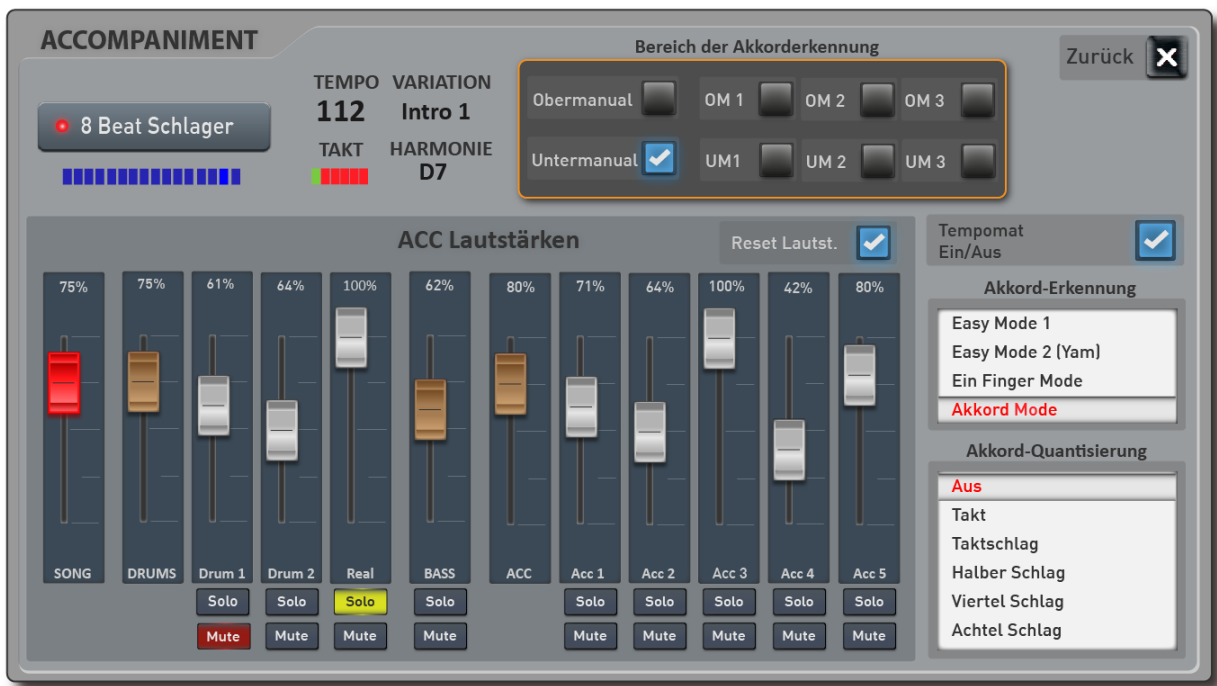 ACCOMPANIMENT
Bereich der Akkorderkennung
Zurück
8 Beat Schlager
TEMPO VARIATION
112 Intro 1
TAKT HARMONIE
D7
Obermanual OM 1 OM 2 OM 3
Untermanual UM1 UM 2 UM 3
ACC Lautstärken
Reset Lautst.
75% 75% 61% 64% 100% 62% 80% 71% 64% 100% 42% 80%
SONG DRUMS Drum 1 Drum 2 Real BASS ACC Acc 1 Acc 2 Acc 3 Acc 4 Acc 5
Solo Solo Solo Solo Solo Solo Solo Solo Solo
Mute Mute Mute Mute Mute Mute Mute Mute Mute
Tempomat
Ein/Aus
Akkord-Erkennung
Easy Mode 1
Easy Mode 2 (Yam)
Ein Finger Mode
Akkord Mode
Akkord-Quantisierung
Aus
Takt
Taktschlag
Halber Schlag
Viertel Schlag
Achtel Schlag